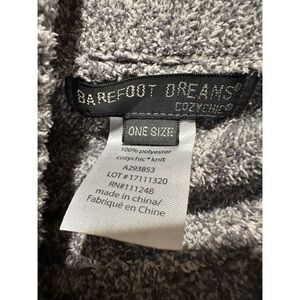 BAREFOOT DREAMS®
COZYCHIC®
ONE SIZE
100% polyester
cozychic® knit
A293853
LOT # 17111320
RN#111248
made in china/
Fabriqué en Chine